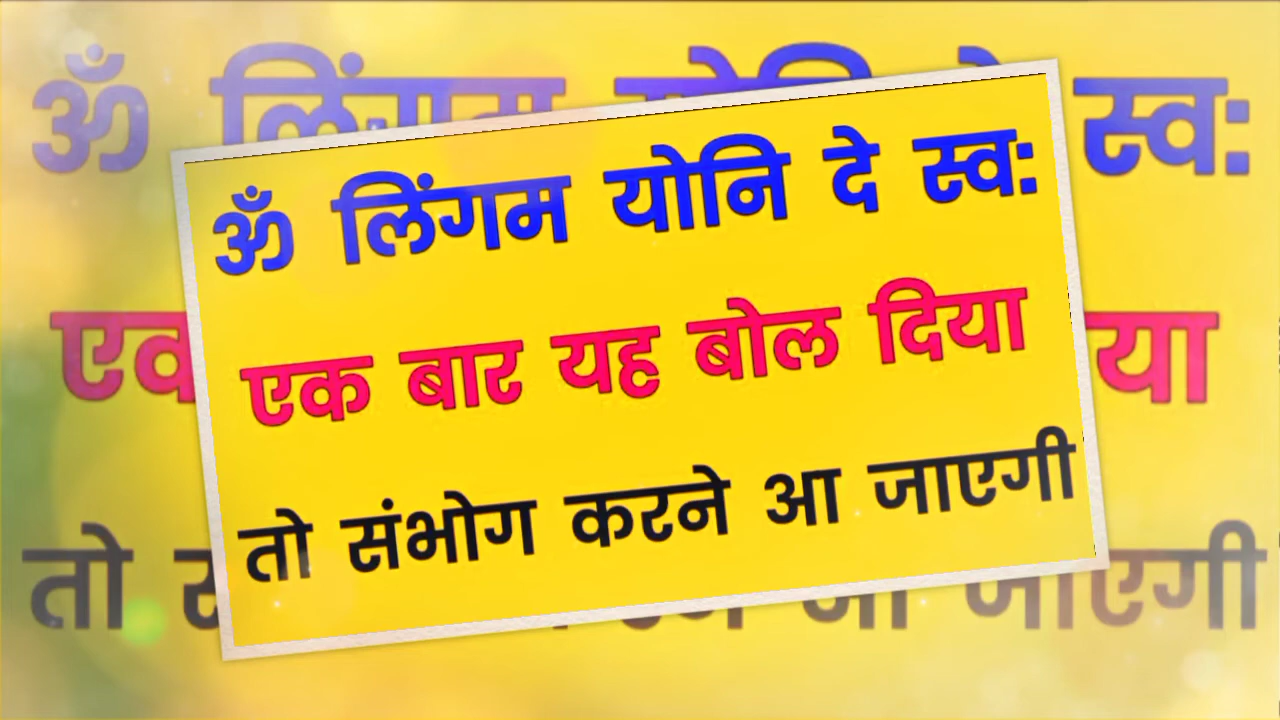 ॐ लिंगम योनि दे स्व:
एक बार यह बोल दिया
तो संभोग करने आ जाएगी